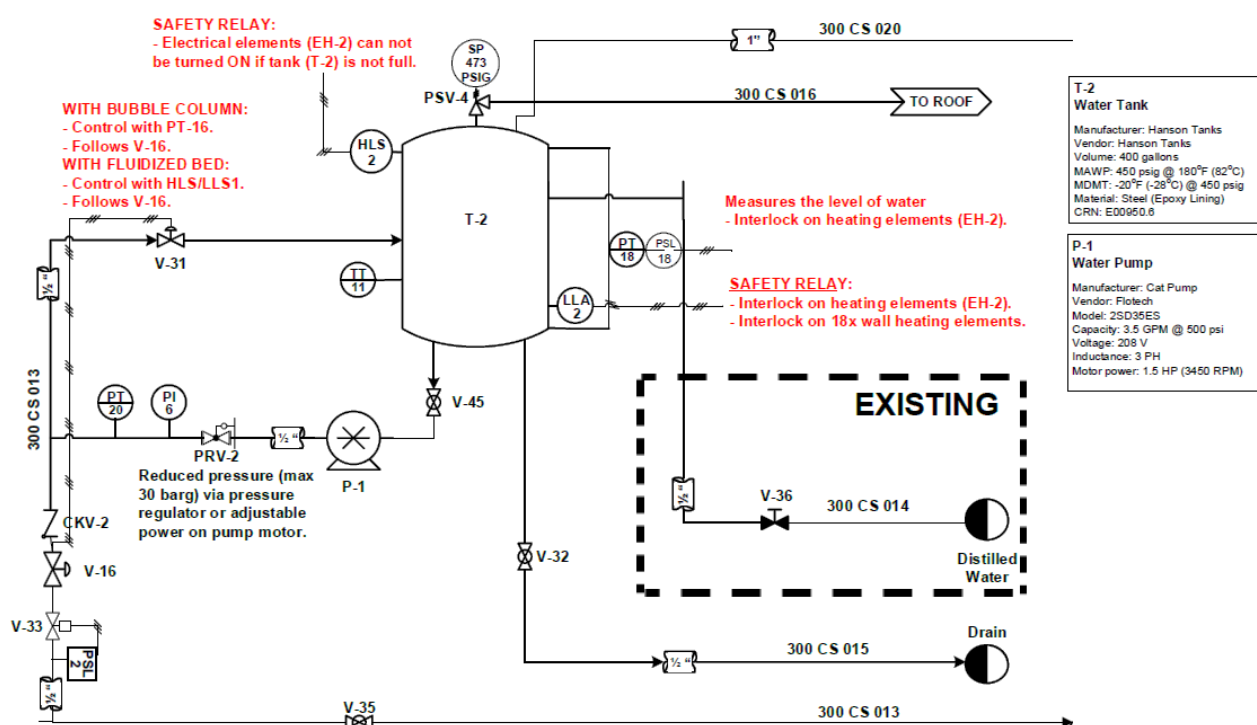 SAFETY RELAY:
- Electrical elements (EH-2) can not
be turned ON if tank (T-2) is not full.
SP
473
PSIG
PSV-4
1"
300 CS 020
300 CS 016
TO ROOF
WITH BUBBLE COLUMN:
- Control with PT-16.
- Follows V-16.
WITH FLUIDIZED BED:
- Control with HLS/LLS1.
- Follows V-16.
HLS
2
T-2
V-31
½ "
TT
11
Measures the level of water
- Interlock on heating elements (EH-2).
PT
18
PSL
18
LLA
2
SAFETY RELAY:
- Interlock on heating elements (EH-2).
- Interlock on 18x wall heating elements.
T-2
Water Tank
Manufacturer: Hanson Tanks
Vendor: Hanson Tanks
Volume: 400 gallons
MAWP: 450 psig @ 180°F (82°C)
MDMT: -20°F (-28°C) @ 450 psig
Material: Steel (Epoxy Lining)
CRN: E00950.6
P-1
Water Pump
Manufacturer: Cat Pump
Vendor: Flotech
Model: 2SD35ES
Capacity: 3.5 GPM @ 500 psi
Voltage: 208 V
Inductance: 3 PH
Motor power: 1.5 HP (3450 RPM)
300 CS 013
PT
20
PI
6
PRV-2
½ "
P-1
V-45
Reduced pressure (max
30 barg) via pressure
regulator or adjustable
power on pump motor.
EXISTING
½ "
V-36
300 CS 014
Distilled
Water
CKV-2
V-16
V-33
PSL
2
½ "
V-32
½ "
300 CS 015
Drain
V-35
300 CS 013